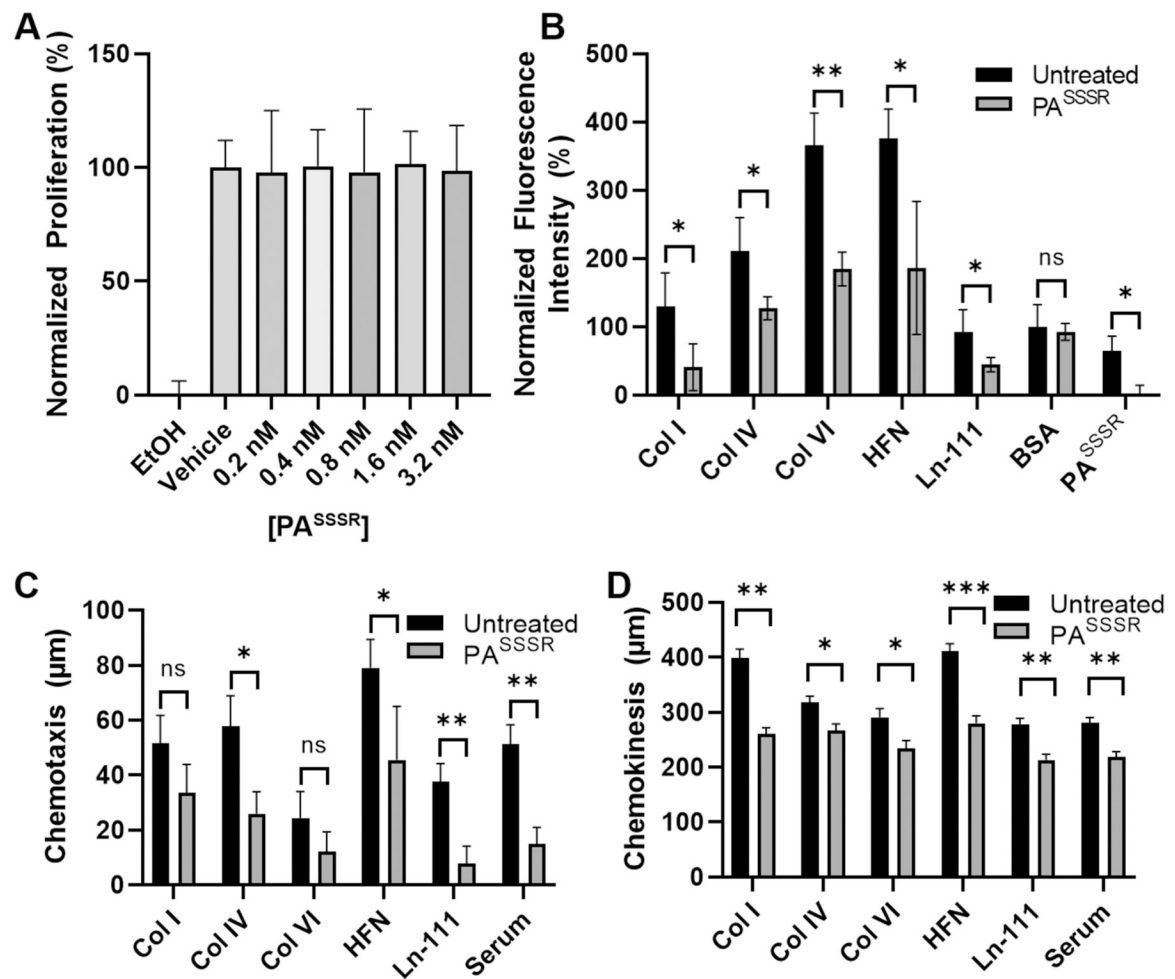 A
Normalized Proliferation (%)
150
100
50
0
EtOH
Vehicle
0.2 nM
0.4 nM
0.8 nM
1.6 nM
3.2 nM
[PA^SSSR]
B
Normalized Fluorescence
Intensity (%)
500
400
300
200
100
0
Untreated
PA^SSSR
*
*
**
*
*
ns
*
Col I
Col IV
Col VI
HFN
Ln-111
BSA
PA^SSSR
C
Chemotaxis (µm)
100
80
60
40
20
0
Untreated
PA^SSSR
ns
*
ns
*
**
**
Col I
Col IV
Col VI
HFN
Ln-111
Serum
D
Chemokinesis (µm)
500
400
300
200
100
0
Untreated
PA^SSSR
**
*
*
***
**
**
Col I
Col IV
Col VI
HFN
Ln-111
Serum